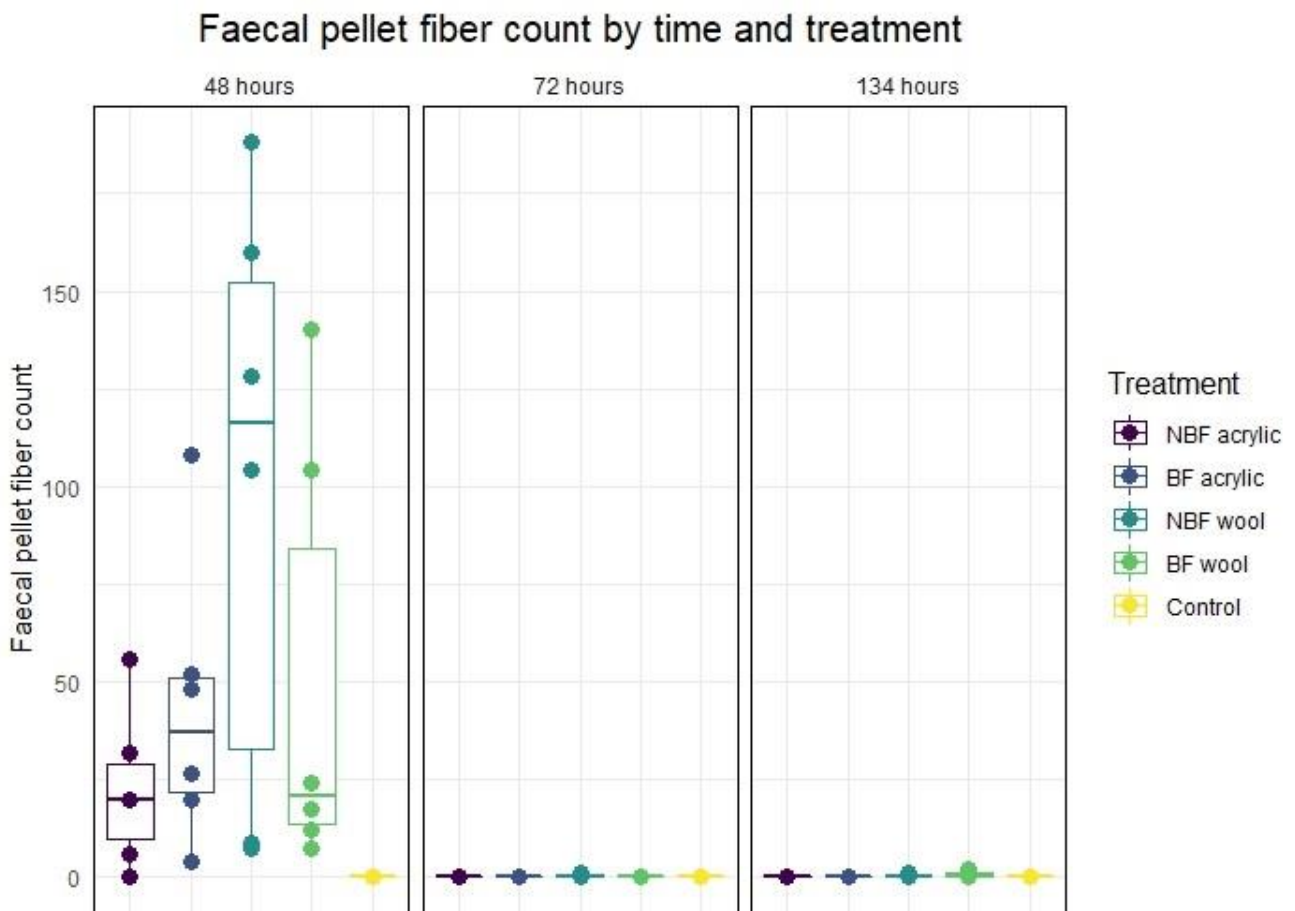 Faecal pellet fiber count by time and treatment
48 hours
72 hours
134 hours
Faecal pellet fiber count
150
100
50
0
Treatment
NBF acrylic
BF acrylic
NBF wool
BF wool
Control